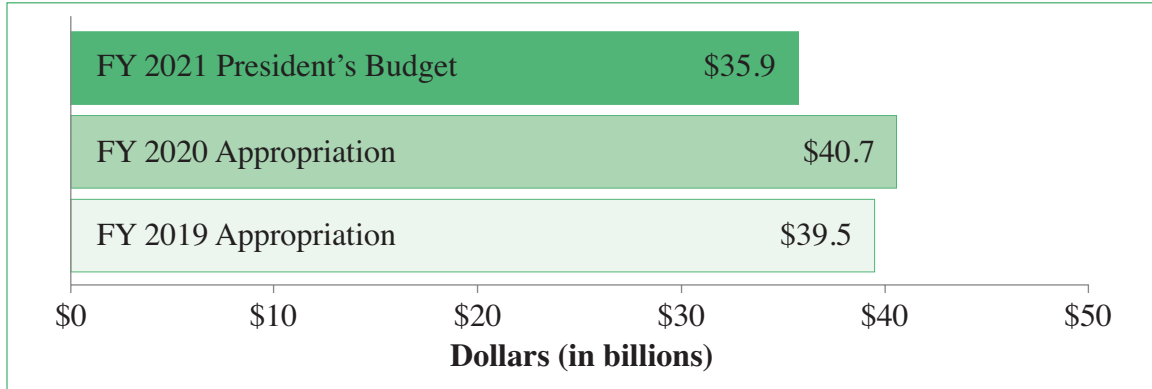 FY 2021 President’s Budget $35.9
FY 2020 Appropriation $40.7
FY 2019 Appropriation $39.5
$0 $10 $20 $30 $40 $50
Dollars (in billions)